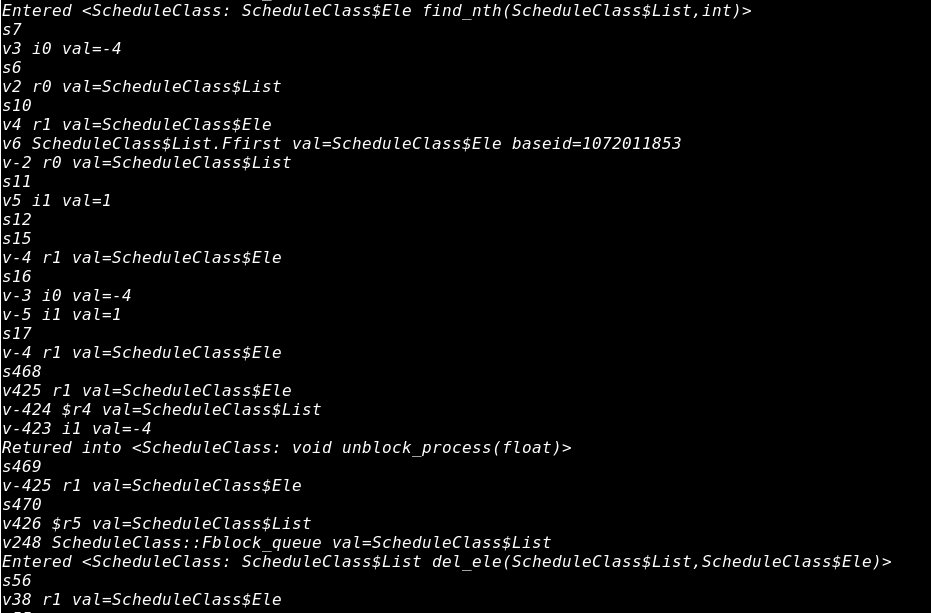 Entered <ScheduleClass: ScheduleClass$Ele find_nth(ScheduleClass$List,int)>
s7
v3 i0 val=-4
s6
v2 r0 val=ScheduleClass$List
s10
v4 r1 val=ScheduleClass$Ele
v6 ScheduleClass$List.Ffirst val=ScheduleClass$Ele baseid=1072011853
v-2 r0 val=ScheduleClass$List
s11
v5 i1 val=1
s12
s15
v-4 r1 val=ScheduleClass$Ele
s16
v-3 i0 val=-4
v-5 i1 val=1
s17
v-4 r1 val=ScheduleClass$Ele
s468
v425 r1 val=ScheduleClass$Ele
v-424 $r4 val=ScheduleClass$List
v-423 i1 val=-4
Retured into <ScheduleClass: void unblock_process(float)>
s469
v-425 r1 val=ScheduleClass$Ele
s470
v426 $r5 val=ScheduleClass$List
v248 ScheduleClass::Fblock_queue val=ScheduleClass$List
Entered <ScheduleClass: ScheduleClass$List del_ele(ScheduleClass$List,ScheduleClass$Ele)>
s56
v38 r1 val=ScheduleClass$Ele